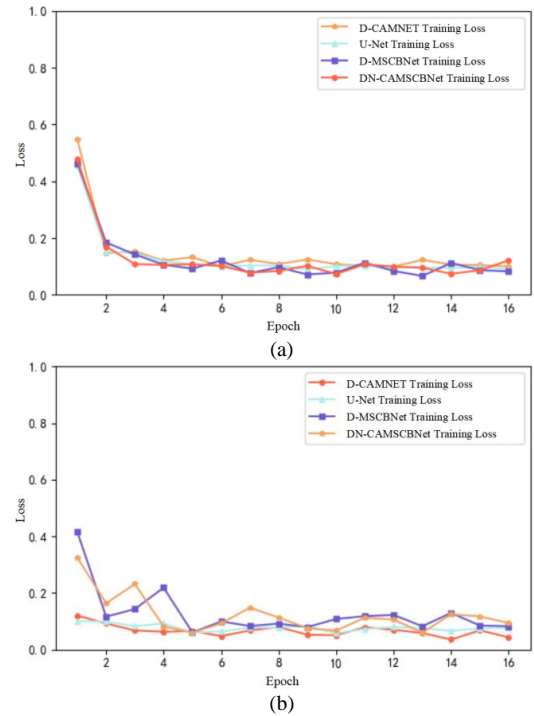 1.0
D-CAMNET Training Loss
U-Net Training Loss
D-MSCBNet Training Loss
DN-CAMSCBNet Training Loss
0.8
0.6
Loss
0.4
0.2
0.0
2 4 6 8 10 12 14 16
Epoch
(a)
1.0
D-CAMNET Training Loss
U-Net Training Loss
D-MSCBNet Training Loss
DN-CAMSCBNet Training Loss
0.8
0.6
Loss
0.4
0.2
0.0
2 4 6 8 10 12 14 16
Epoch
(b)